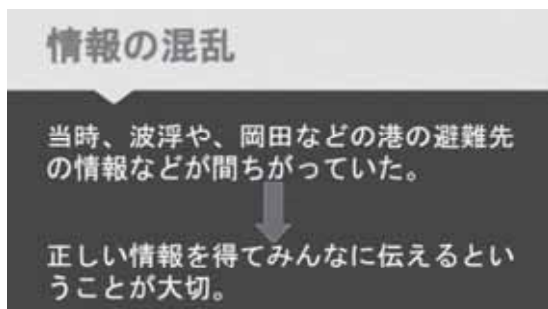 情報の混乱
当時、波浮や、岡田などの港の避難先
の情報などが間ちがっていた。
正しい情報を得てみんなに伝えるとい
うことが大切。